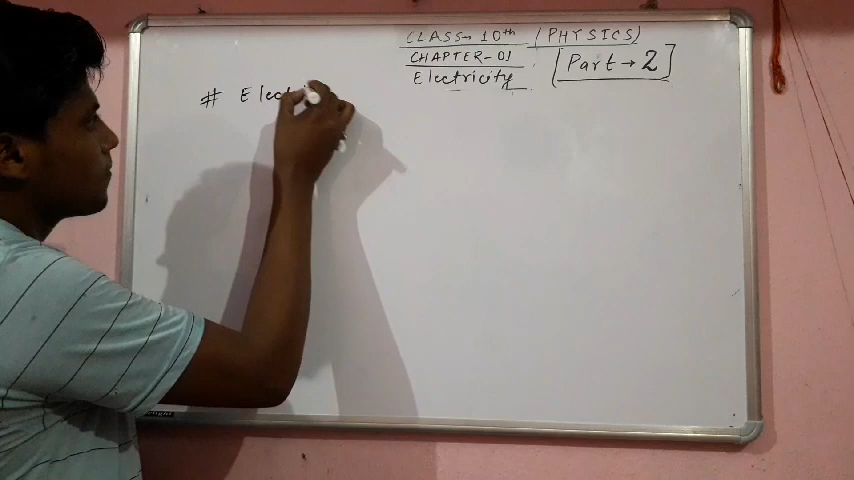 CLASS→ 10th (PHYSICS)
CHAPTER-01
[Part → 2]
Electricity
# Elect